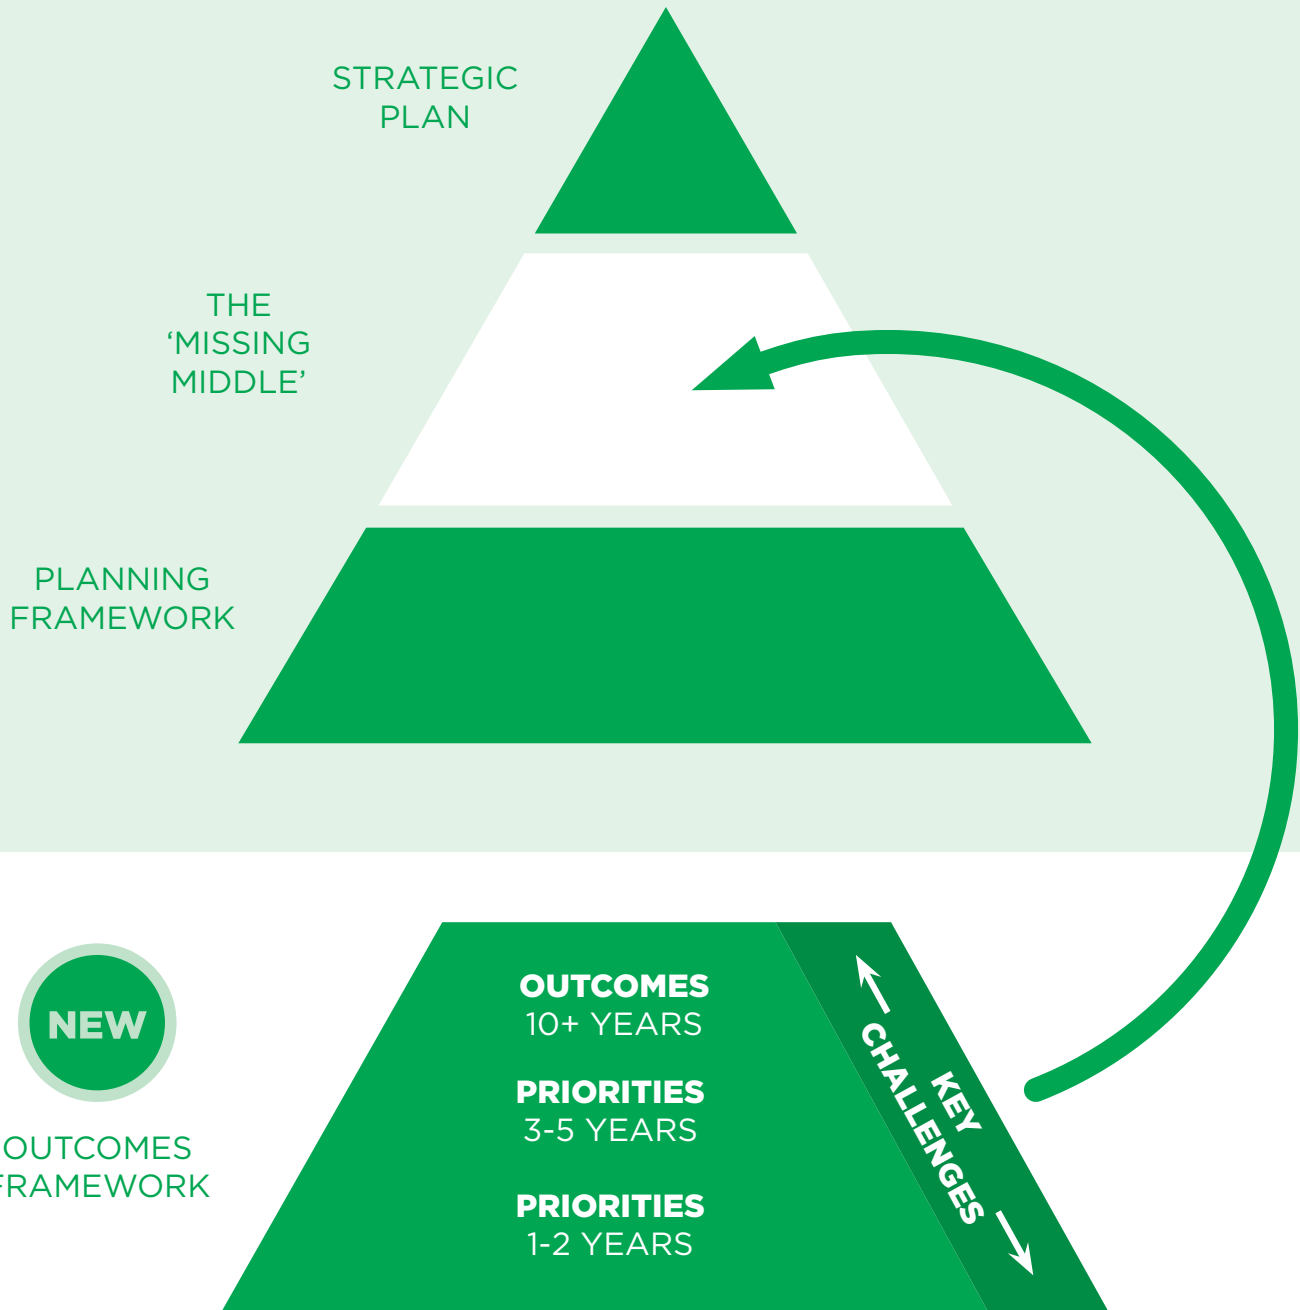 STRATEGIC
PLAN
THE
‘MISSING
MIDDLE’
PLANNING
FRAMEWORK
NEW
OUTCOMES
FRAMEWORK
OUTCOMES
10+ YEARS
PRIORITIES
3-5 YEARS
PRIORITIES
1-2 YEARS
KEY
CHALLENGES